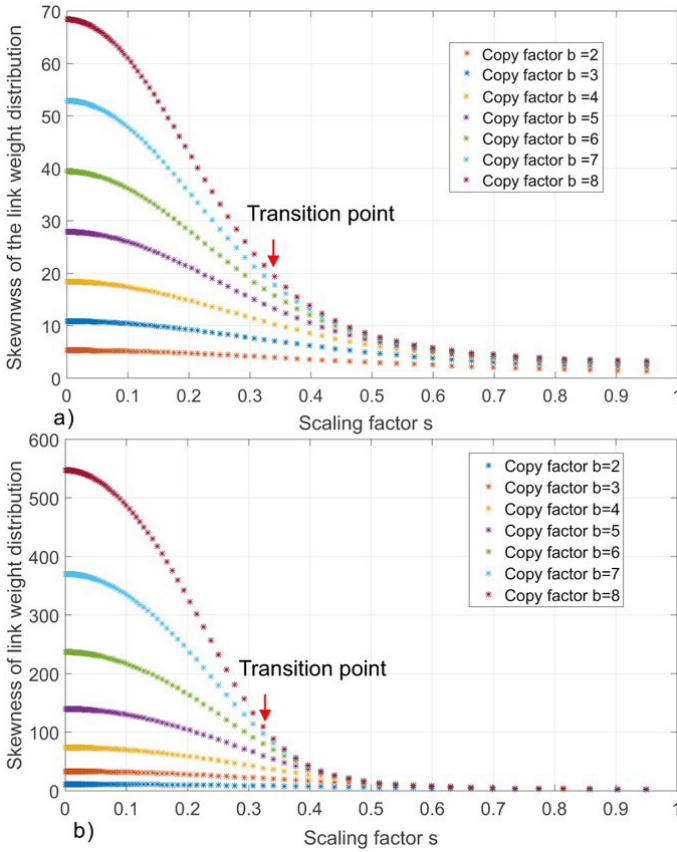 70
60
50
40
30
20
10
0
Skewnwss of the link weight distribution
Copy factor b =2
Copy factor b =3
Copy factor b =4
Copy factor b =5
Copy factor b =6
Copy factor b =7
Copy factor b =8
Transition point
0 0.1 0.2 0.3 0.4 0.5 0.6 0.7 0.8 0.9 1
a)
Scaling factor s
600
500
400
300
200
100
0
Skewness of link weight distribution
Copy factor b=2
Copy factor b=3
Copy factor b=4
Copy factor b=5
Copy factor b=6
Copy factor b=7
Copy factor b=8
Transition point
0 0.1 0.2 0.3 0.4 0.5 0.6 0.7 0.8 0.9 1
b)
Scaling factor s